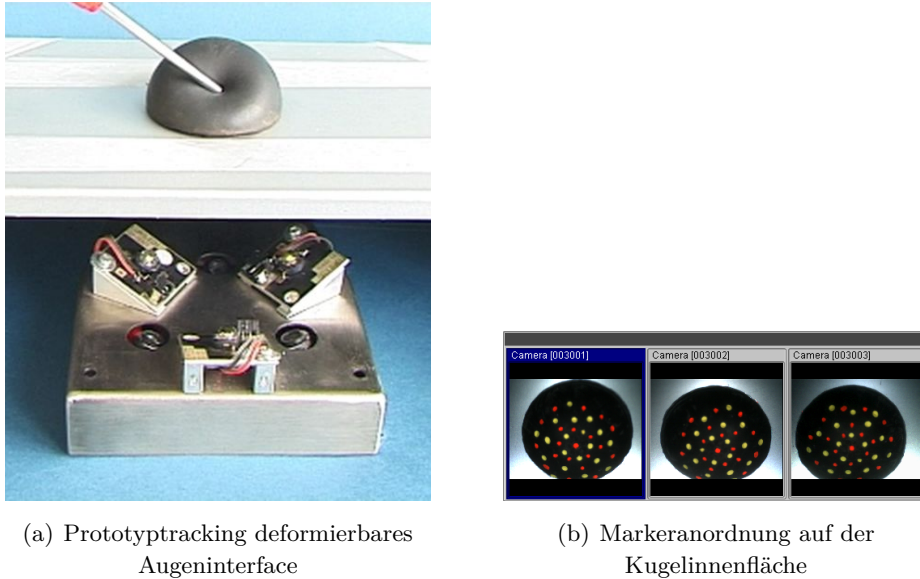 Camera [003001]
Camera [003002]
Camera [003003]
(a) Prototyptracking deformierbares
Augeninterface
(b) Markeranordnung auf der
Kugelinnenfläche